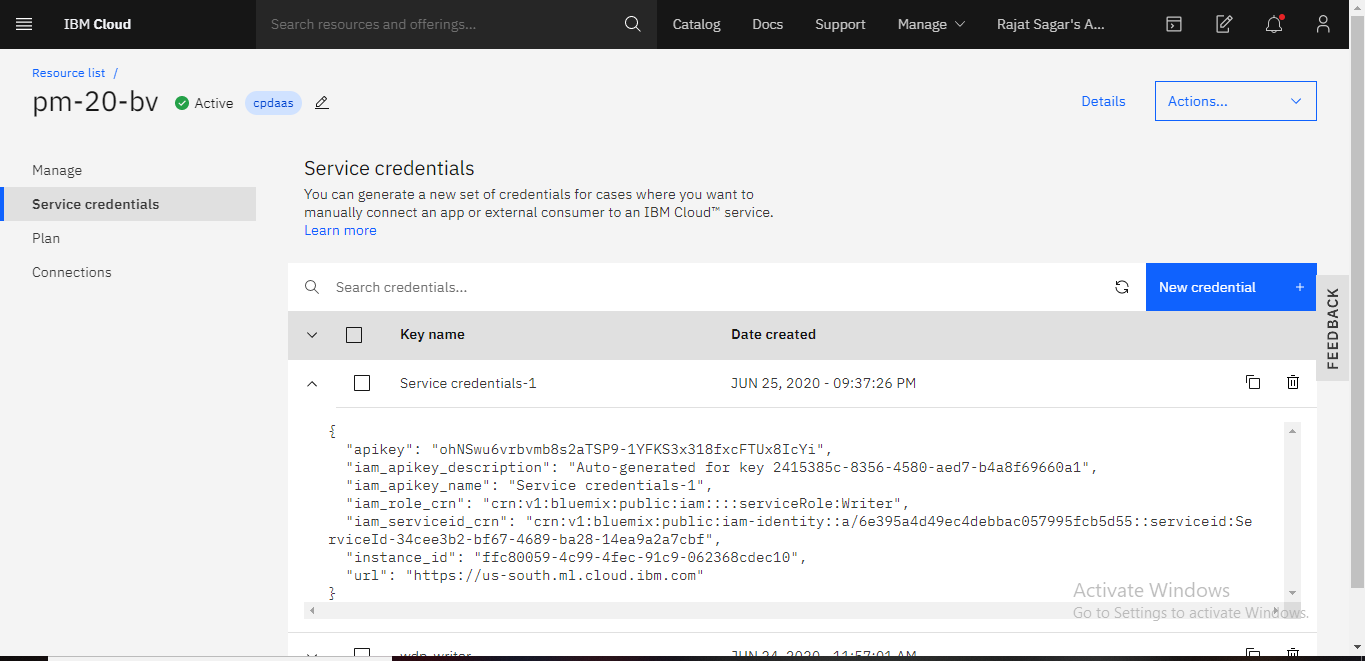 IBM Cloud
Search resources and offerings...
Catalog
Docs
Support
Manage
Rajat Sagar's A...
Resource list /
pm-20-bv
Active
cpdaas
Details
Actions...
Manage
Service credentials
Plan
Connections
Service credentials
You can generate a new set of credentials for cases where you want to
manually connect an app or external consumer to an IBM Cloud™ service.
Learn more
Search credentials...
New credential +
FEEDBACK
Key name
Date created
Service credentials-1
JUN 25, 2020 - 09:37:26 PM
{
"apikey": "ohNSwu6vrbvmb8s2aTSP9-1YFKS3x318fxcFTUx8IcYi",
"iam_apikey_description": "Auto-generated for key 2415385c-8356-4580-aed7-b4a8f69660a1",
"iam_apikey_name": "Service credentials-1",
"iam_role_crn": "crn:v1:bluemix:public:iam::::serviceRole:Writer",
"iam_serviceid_crn": "crn:v1:bluemix:public:iam-identity::a/6e395a4d49ec4debbac057995fcb5d55::serviceid:Se
rviceId-34cee3b2-bf67-4689-ba28-14ea9a2a7cbf",
"instance_id": "ffc80059-4c99-4fec-91c9-062368cdec10",
"url": "https://us-south.ml.cloud.ibm.com"
}
Activate Windows
Go to Settings to activate Windows.
wdp-writer
JUN 24, 2020 - 11:57:01 AM